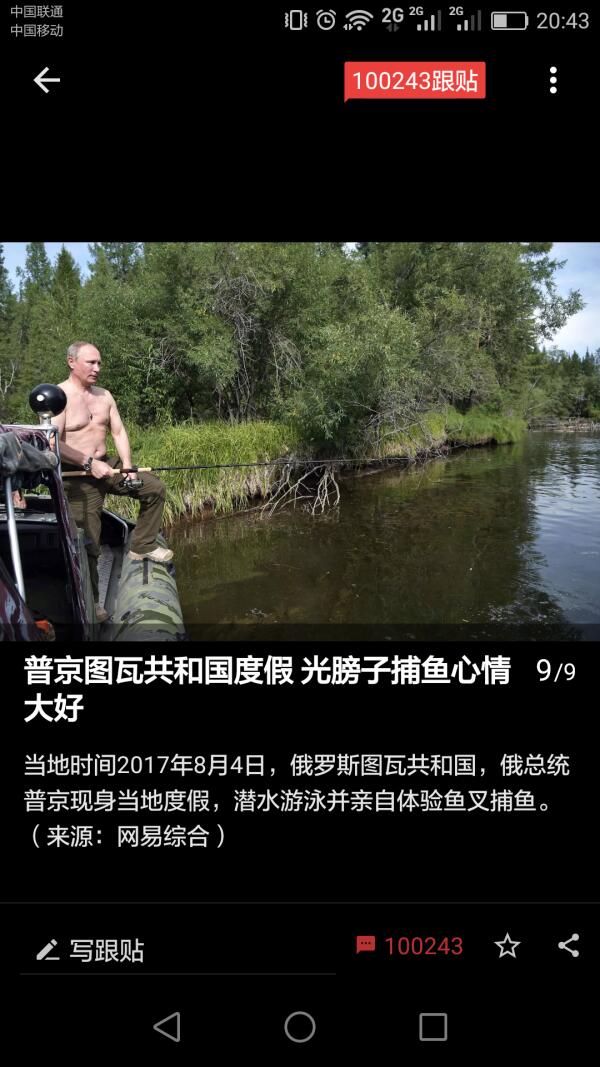 中国联通
中国移动
2G 2G 2G 20:43
100243跟贴
普京图瓦共和国度假 光膀子捕鱼心情 9/9
大好
当地时间2017年8月4日，俄罗斯图瓦共和国，俄总统
普京现身当地度假，潜水游泳并亲自体验鱼叉捕鱼。
（来源：网易综合）
写跟贴 100243